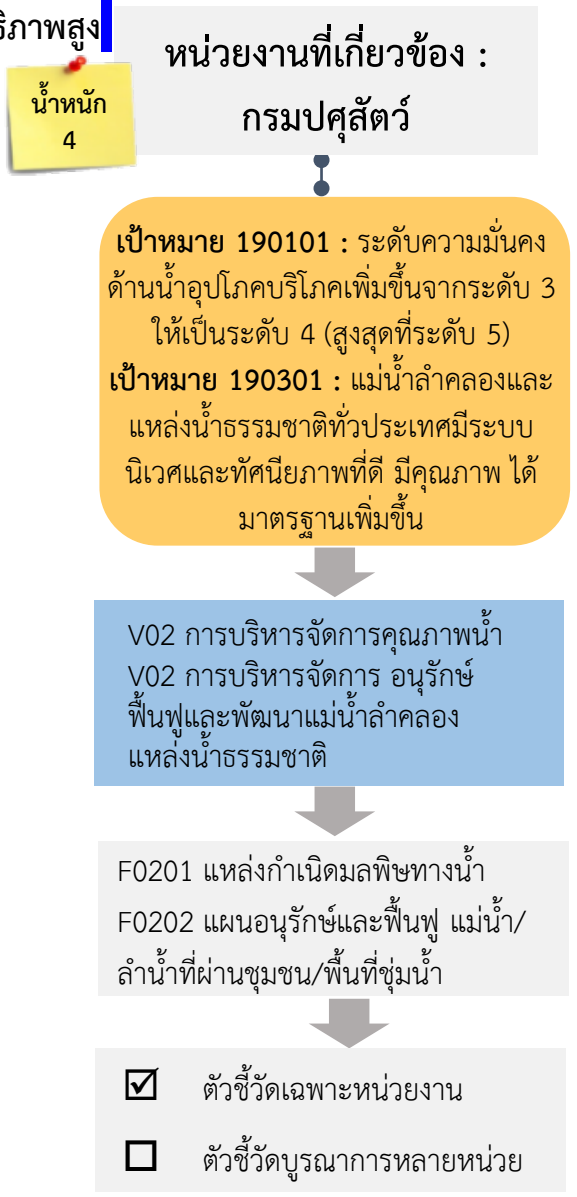 ธิภาพสูง
น้ำหนัก
4
หน่วยงานที่เกี่ยวข้อง :
กรมปศุสัตว์
เป้าหมาย 190101 : ระดับความมั่นคง
ด้านน้ำอุปโภคบริโภคเพิ่มขึ้นจากระดับ 3
ให้เป็นระดับ 4 (สูงสุดที่ระดับ 5)
เป้าหมาย 190301 : แม่น้ำลำคลองและ
แหล่งน้ำธรรมชาติทั่วประเทศมีระบบ
นิเวศและทัศนียภาพที่ดี มีคุณภาพ ได้
มาตรฐานเพิ่มขึ้น
V02 การบริหารจัดการคุณภาพน้ำ
V02 การบริหารจัดการ อนุรักษ์
ฟื้นฟูและพัฒนาแม่น้ำลำคลอง
แหล่งน้ำธรรมชาติ
F0201 แหล่งกำเนิดมลพิษทางน้ำ
F0202 แผนอนุรักษ์และฟื้นฟู แม่น้ำ/
ลำน้ำที่ผ่านชุมชน/พื้นที่ชุ่มน้ำ
☑ ตัวชี้วัดเฉพาะหน่วยงาน
☐ ตัวชี้วัดบูรณาการหลายหน่วย